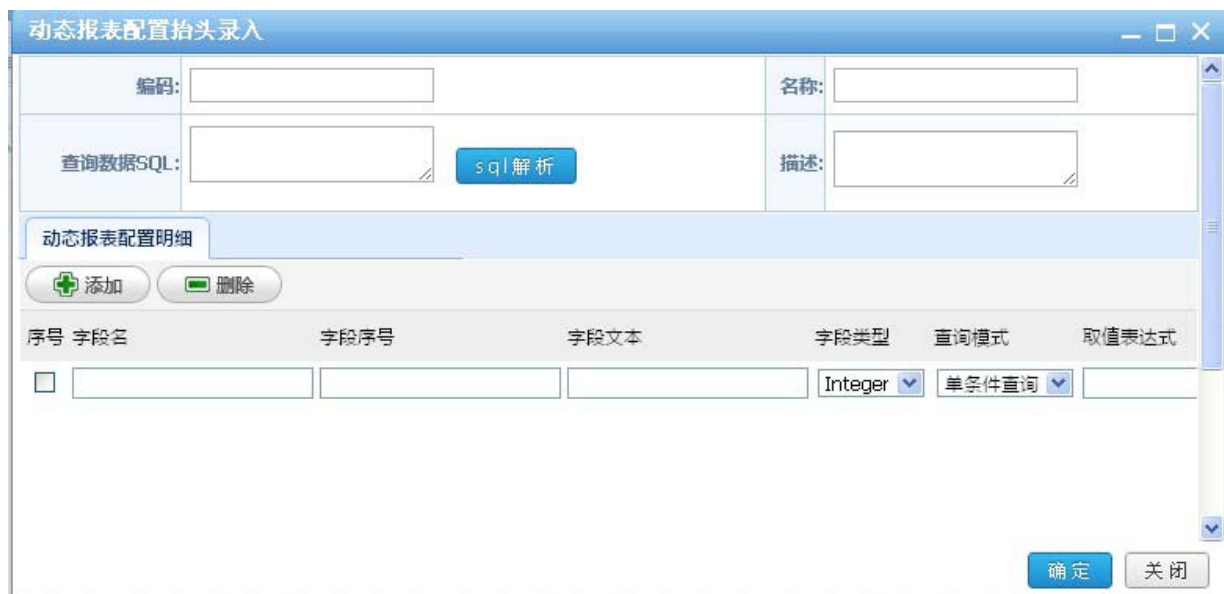 动态报表配置抬头录入
编码: 名称:
查询数据SQL: sql解析 描述:
动态报表配置明细
添加 删除
序号 字段名 字段序号 字段文本 字段类型 查询模式 取值表达式
Integer 单条件查询
确定 关闭